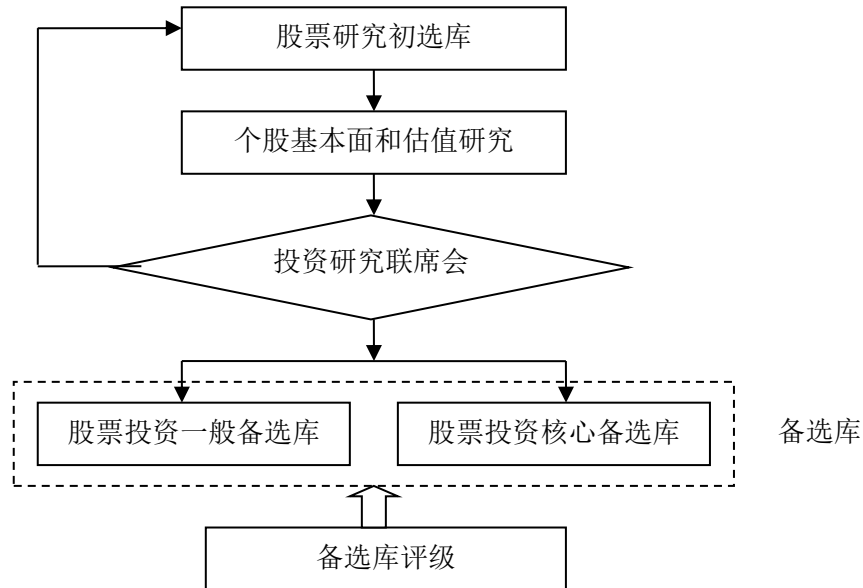 股票研究初选库
个股基本面和估值研究
投资研究联席会
股票投资一般备选库
股票投资核心备选库
备选库
备选库评级